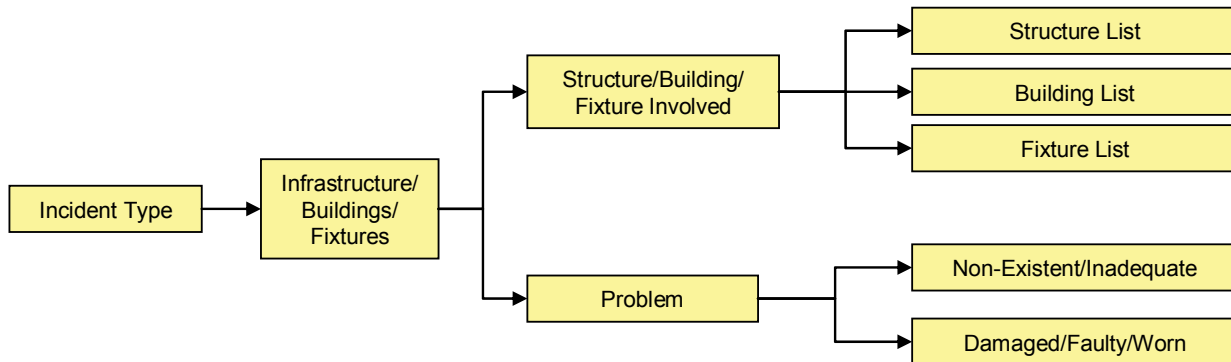 Incident Type
Infrastructure/
Buildings/
Fixtures
Structure/Building/
Fixture Involved
Structure List
Building List
Fixture List
Problem
Non-Existent/Inadequate
Damaged/Faulty/Worn